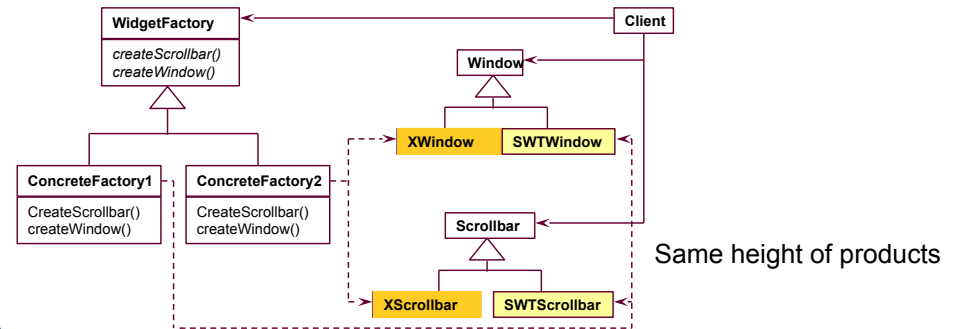 WidgetFactory
createScrollbar()
createWindow()
Client
Window
XWindow
SWTWindow
ConcreteFactory1
CreateScrollbar()
createWindow()
ConcreteFactory2
CreateScrollbar()
createWindow()
Scrollbar
Same height of products
XScrollbar
SWTScrollbar